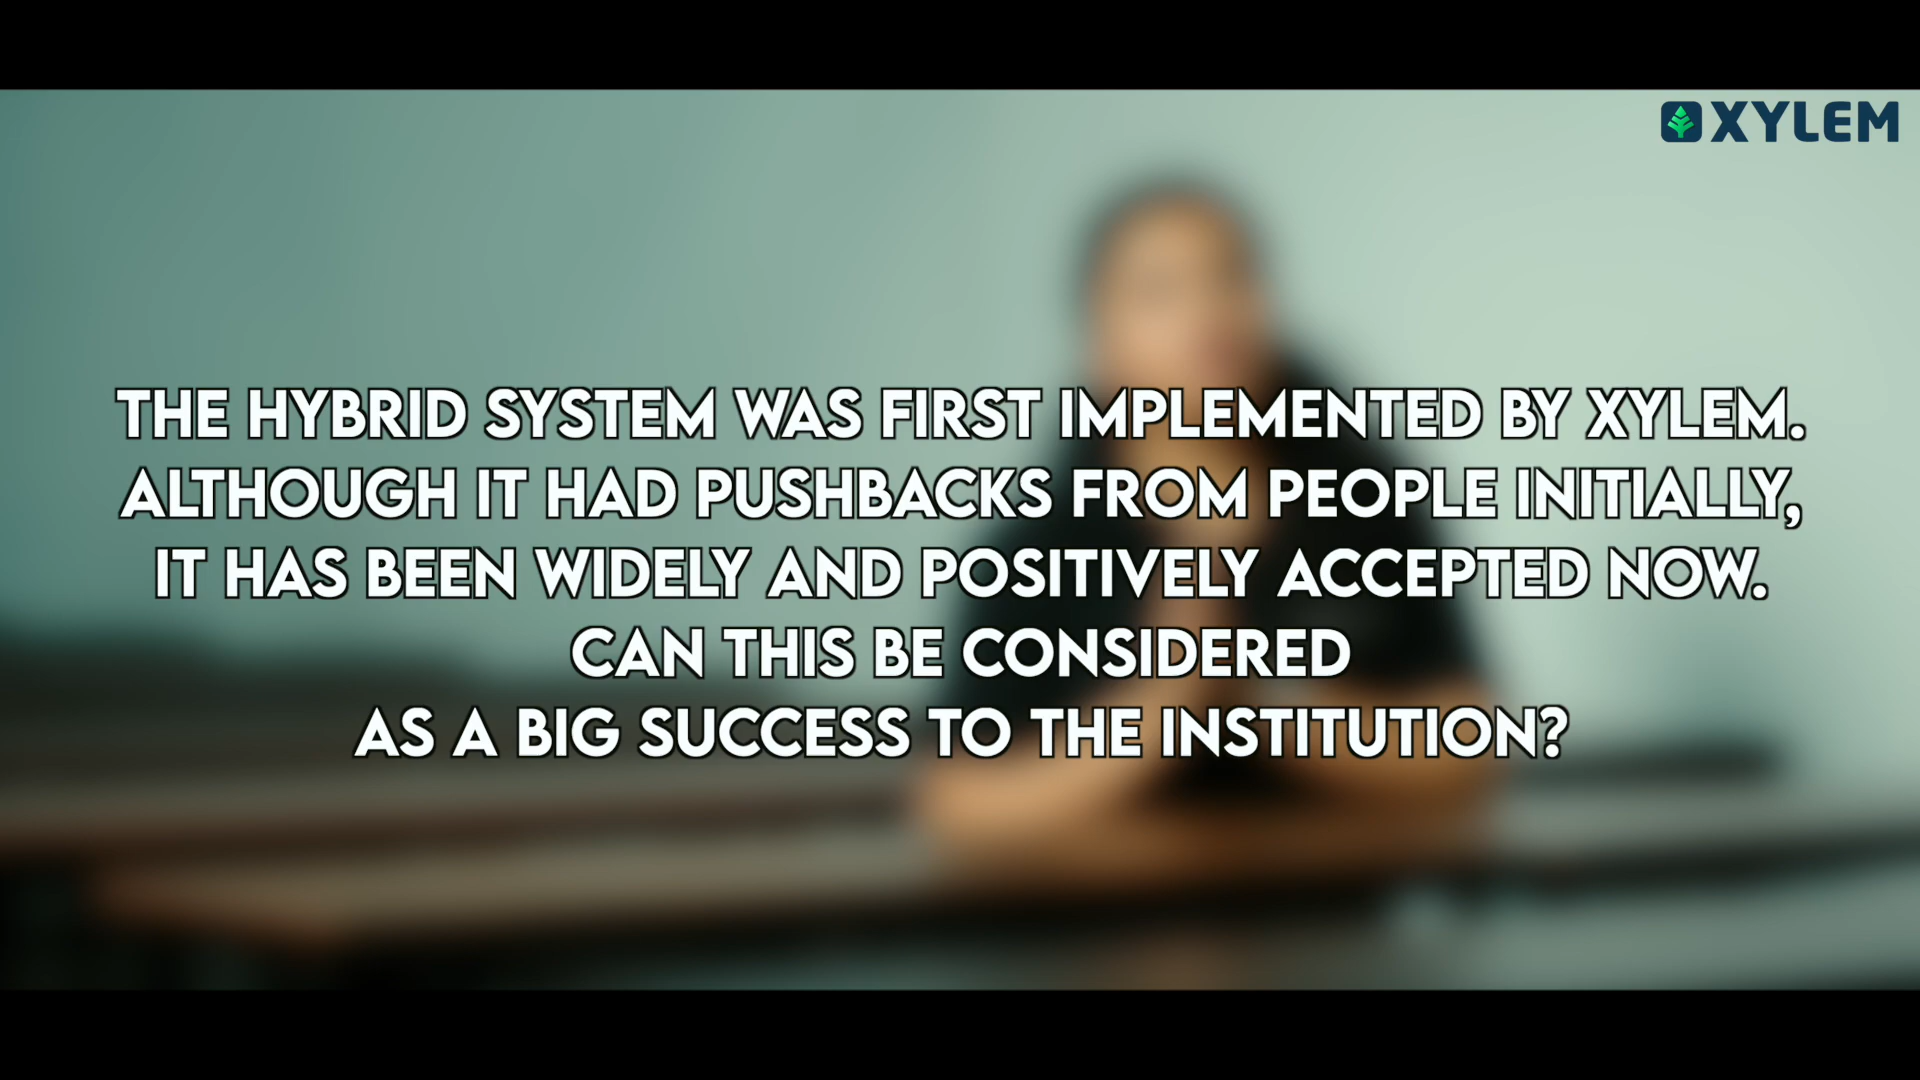 XYLEM
THE HYBRID SYSTEM WAS FIRST IMPLEMENTED BY XYLEM.
ALTHOUGH IT HAD PUSHBACKS FROM PEOPLE INITIALLY,
IT HAS BEEN WIDELY AND POSITIVELY ACCEPTED NOW.
CAN THIS BE CONSIDERED
AS A BIG SUCCESS TO THE INSTITUTION?